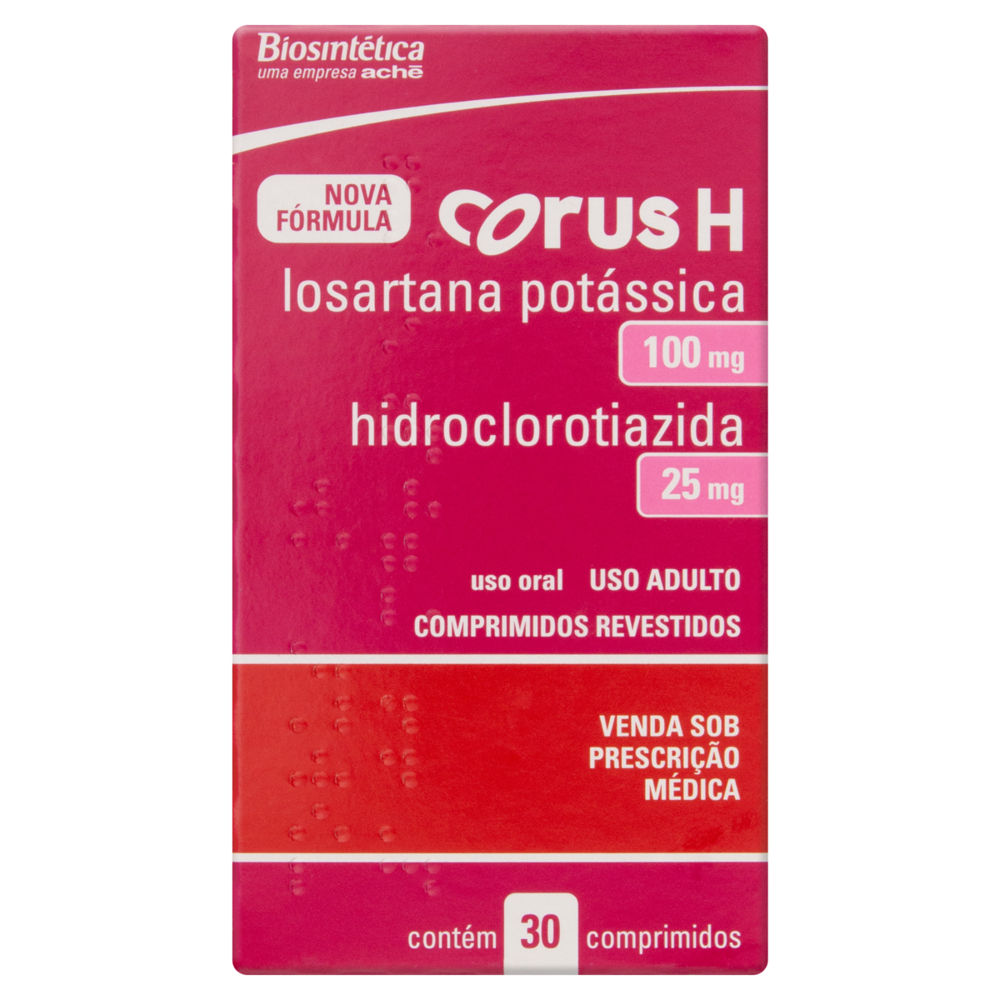 Biosintética
uma empresa achē
NOVA
FÓRMULA
corus H
losartana potássica
100 mg
hidroclorotiazida
25 mg
uso oral USO ADULTO
COMPRIMIDOS REVESTIDOS
VENDA SOB
PRESCRIÇÃO
MÉDICA
contém 30 comprimidos